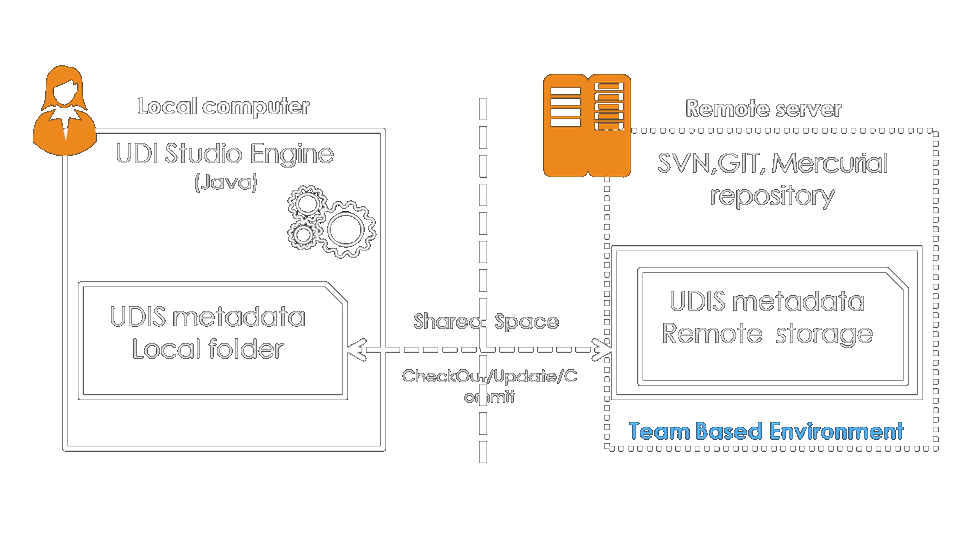 Local computer
UDI Studio Engine
(Java)
UDIS metadata
Local folder
Shared Space
CheckOut/Update/C
ommit
Remote server
SVN,GIT, Mercurial
repository
UDIS metadata
Remote storage
Team Based Environment